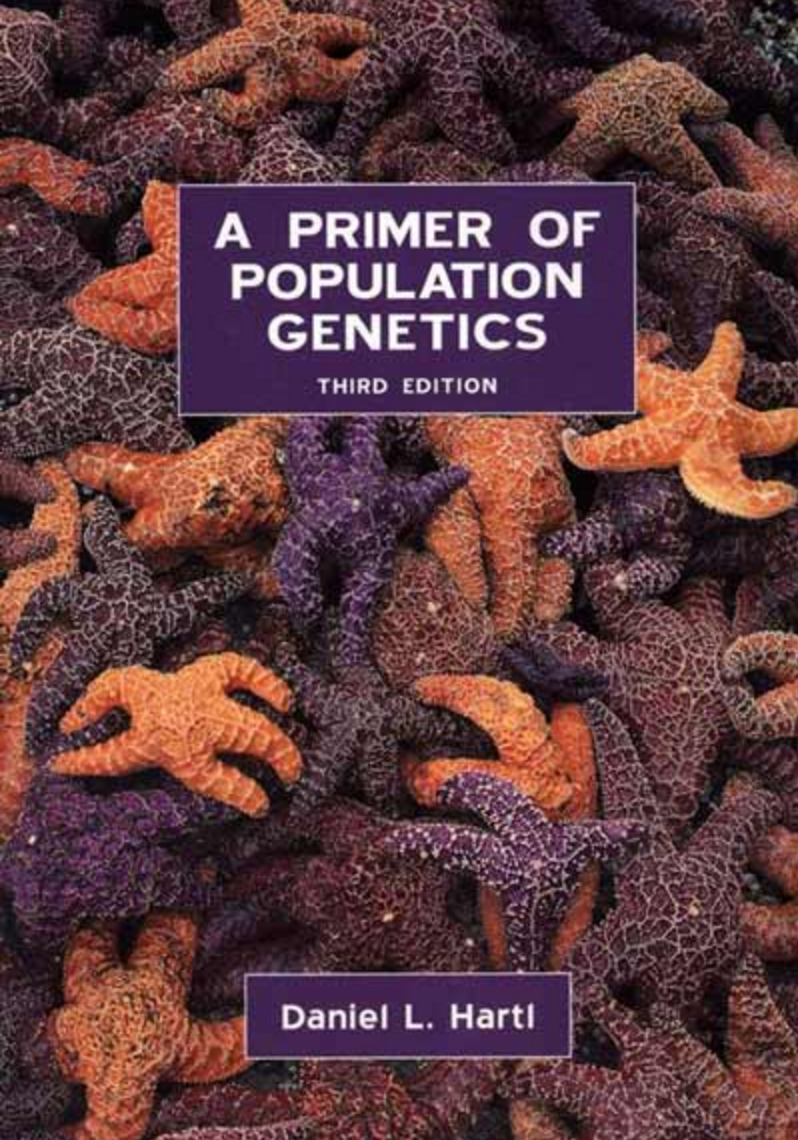 A PRIMER OF
POPULATION
GENETICS
THIRD EDITION
Daniel L. Hartl